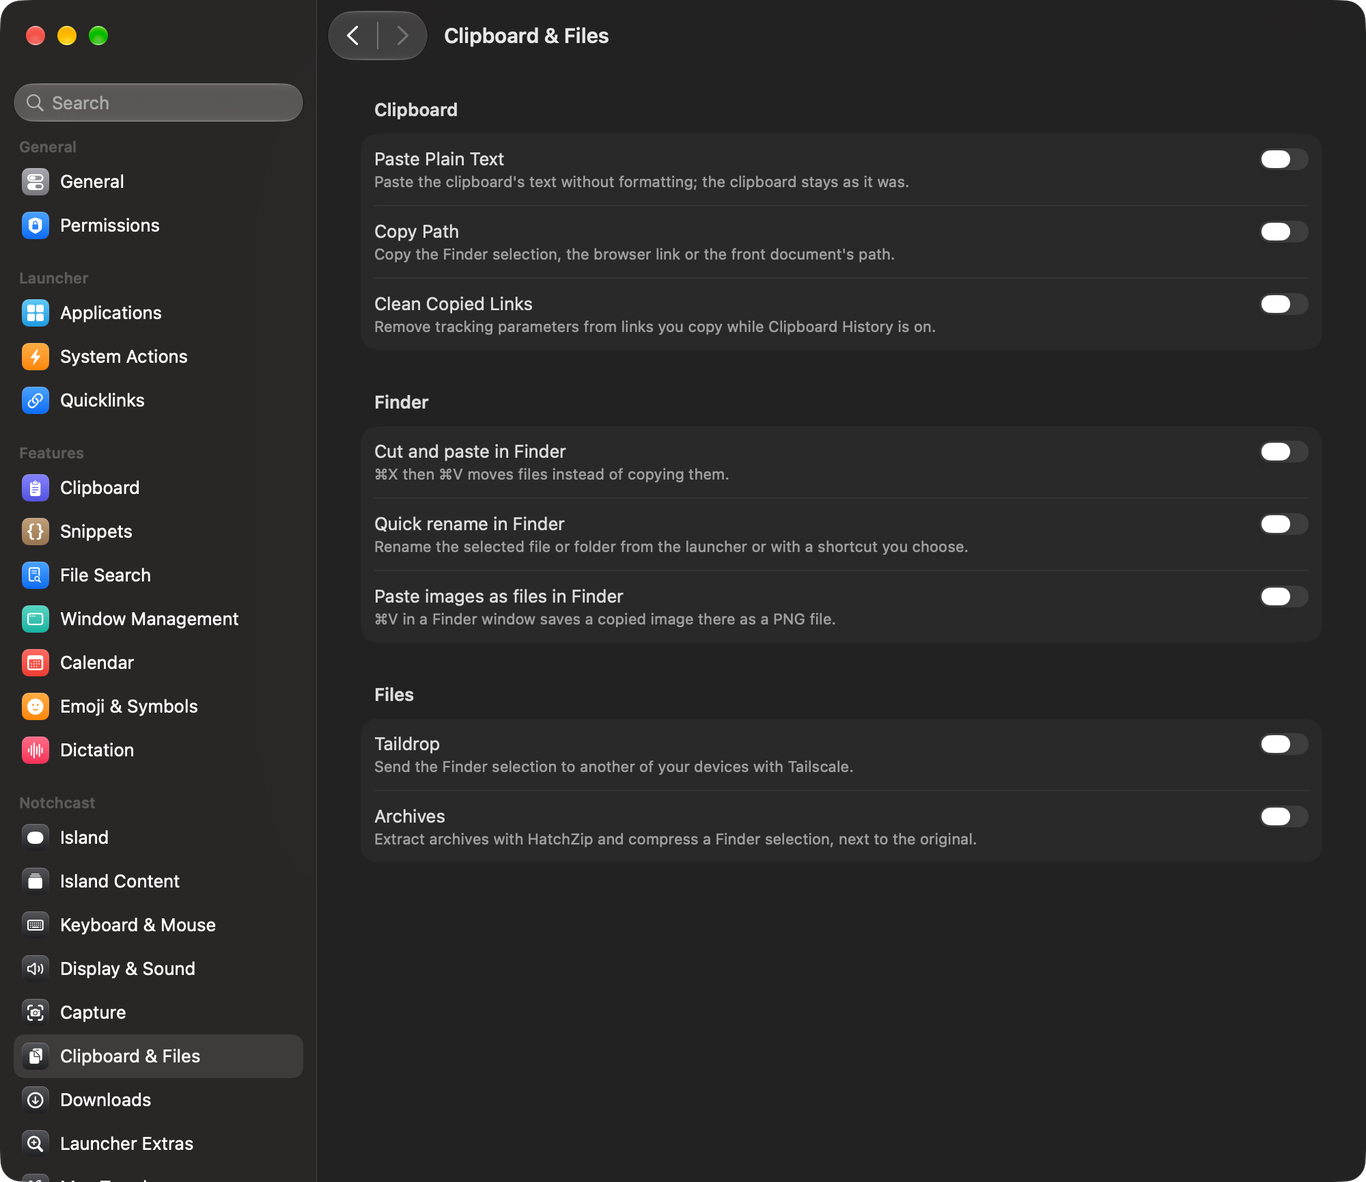 Clipboard & Files
Search
General
General
Permissions
Launcher
Applications
System Actions
Quicklinks
Features
Clipboard
Snippets
File Search
Window Management
Calendar
Emoji & Symbols
Dictation
Notchcast
Island
Island Content
Keyboard & Mouse
Display & Sound
Capture
Clipboard & Files
Downloads
Launcher Extras
Clipboard
Paste Plain Text
Paste the clipboard's text without formatting; the clipboard stays as it was.
Copy Path
Copy the Finder selection, the browser link or the front document's path.
Clean Copied Links
Remove tracking parameters from links you copy while Clipboard History is on.
Finder
Cut and paste in Finder
⌘X then ⌘V moves files instead of copying them.
Quick rename in Finder
Rename the selected file or folder from the launcher or with a shortcut you choose.
Paste images as files in Finder
⌘V in a Finder window saves a copied image there as a PNG file.
Files
Taildrop
Send the Finder selection to another of your devices with Tailscale.
Archives
Extract archives with HatchZip and compress a Finder selection, next to the original.